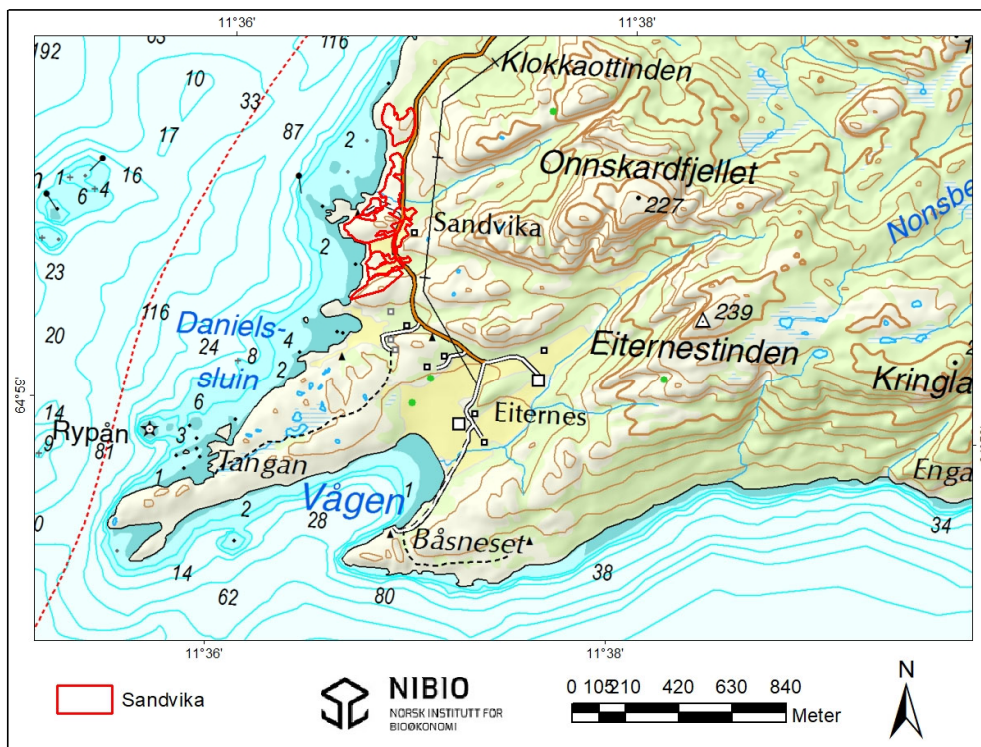 11°36' 11°38'
192 63 116
Klokkaottinden
10
33
17 87 2
Onnskardfjellet
1 6 4 16
227
Nonsbe
Sandvika
2
23
116
239
Daniels-
sluin
24 8 4
20
2
Eiternestinden
Kringla
64°59'
6
14
Eiternes
Rypån 3
9 81
Tangan
1
Enga
Vågen 1
2 28
0
34
Båsneset
14 38
62 80
11°36' 11°38'
Sandvika
NIBIO
NORSK INSTITUTT FOR
BIOØKONOMI
0 105 210 420 630 840
Meter
N